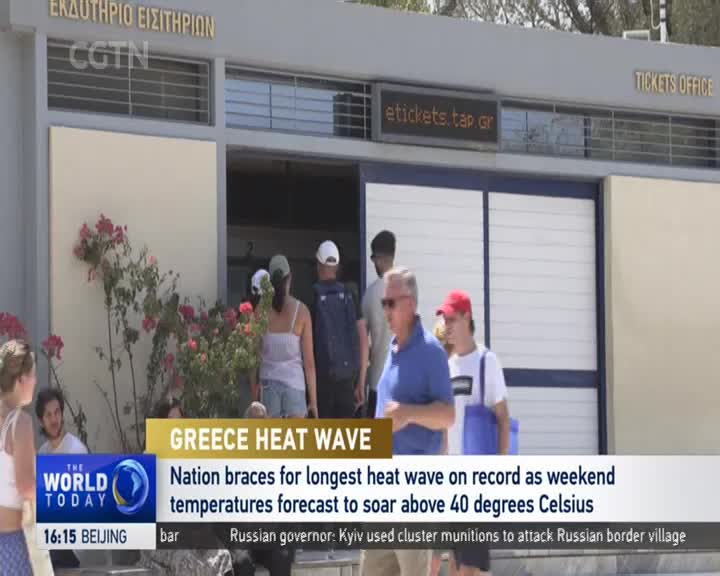 ΕΚΔΟΤΗΡΙΟ ΕΙΣΙΤΗΡΙΩΝ
CGTN
TICKETS OFFICE
etickets.tap.gr
2
GREECE HEAT WAVE
THE WORLD TODAY
Nation braces for longest heat wave on record as weekend
temperatures forecast to soar above 40 degrees Celsius
16:15 BEIJING
bar Russian governor: Kyiv used cluster munitions to attack Russian border village